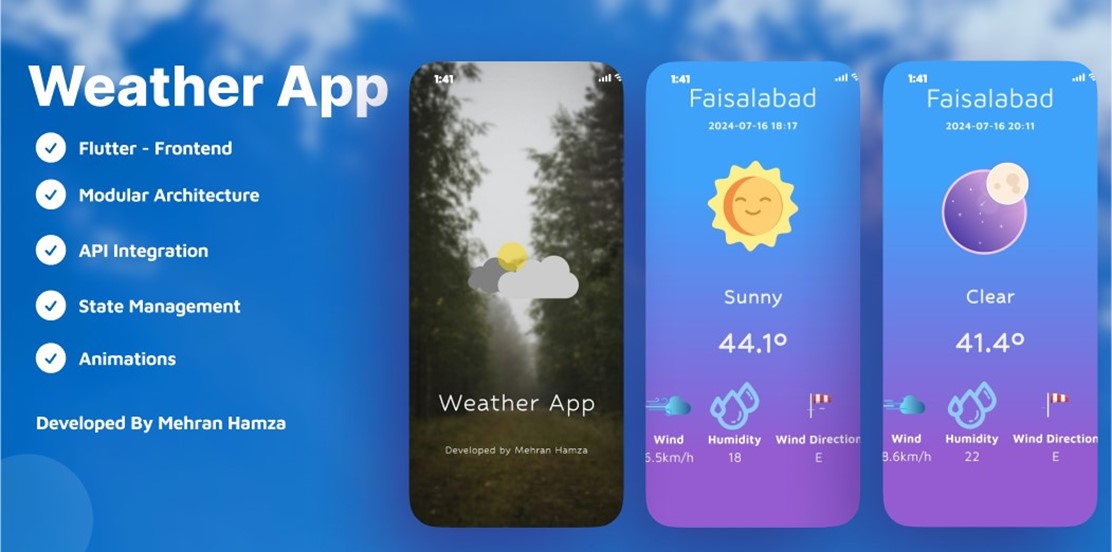 Weather App
Flutter - Frontend
Modular Architecture
API Integration
State Management
Animations
Developed By Mehran Hamza
1:41
Weather App
Developed by Mehran Hamza
1:41
Faisalabad
2024-07-16 18:17
Sunny
44.1°
Wind Humidity Wind Direction
6.5km/h 18 E
1:41
Faisalabad
2024-07-16 20:11
Clear
41.4°
Wind Humidity Wind Direction
8.6km/h 22 E